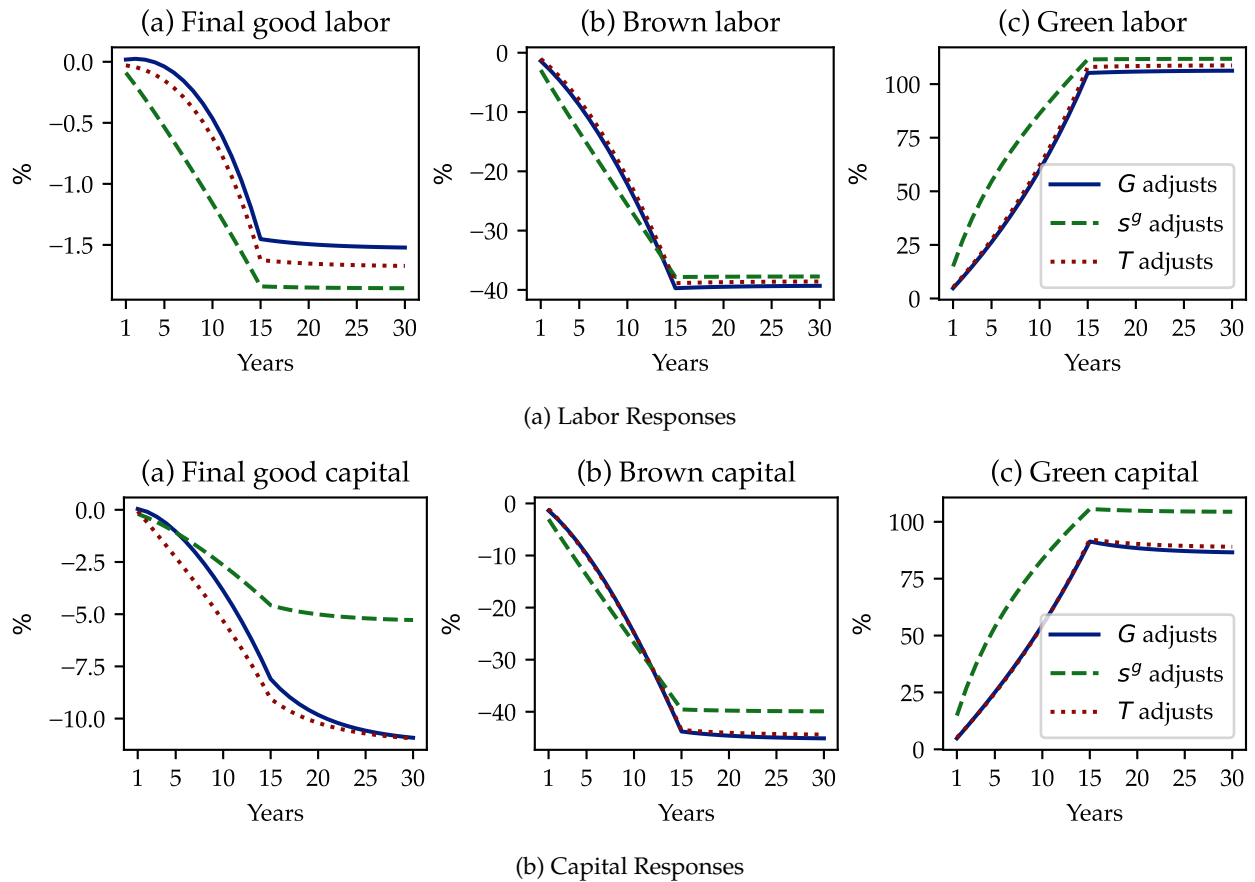 (a) Final good labor
(b) Brown labor
(c) Green labor
%
0.0
−0.5
−1.0
−1.5
1 5 10 15 20 25 30
Years
%
0
−10
−20
−30
−40
1 5 10 15 20 25 30
Years
%
100
75
50
25
0
G adjusts
s^g adjusts
T adjusts
1 5 10 15 20 25 30
Years
(a) Labor Responses
(a) Final good capital
(b) Brown capital
(c) Green capital
%
0.0
−2.5
−5.0
−7.5
−10.0
1 5 10 15 20 25 30
Years
%
0
−10
−20
−30
−40
1 5 10 15 20 25 30
Years
%
100
75
50
25
0
G adjusts
s^g adjusts
T adjusts
1 5 10 15 20 25 30
Years
(b) Capital Responses